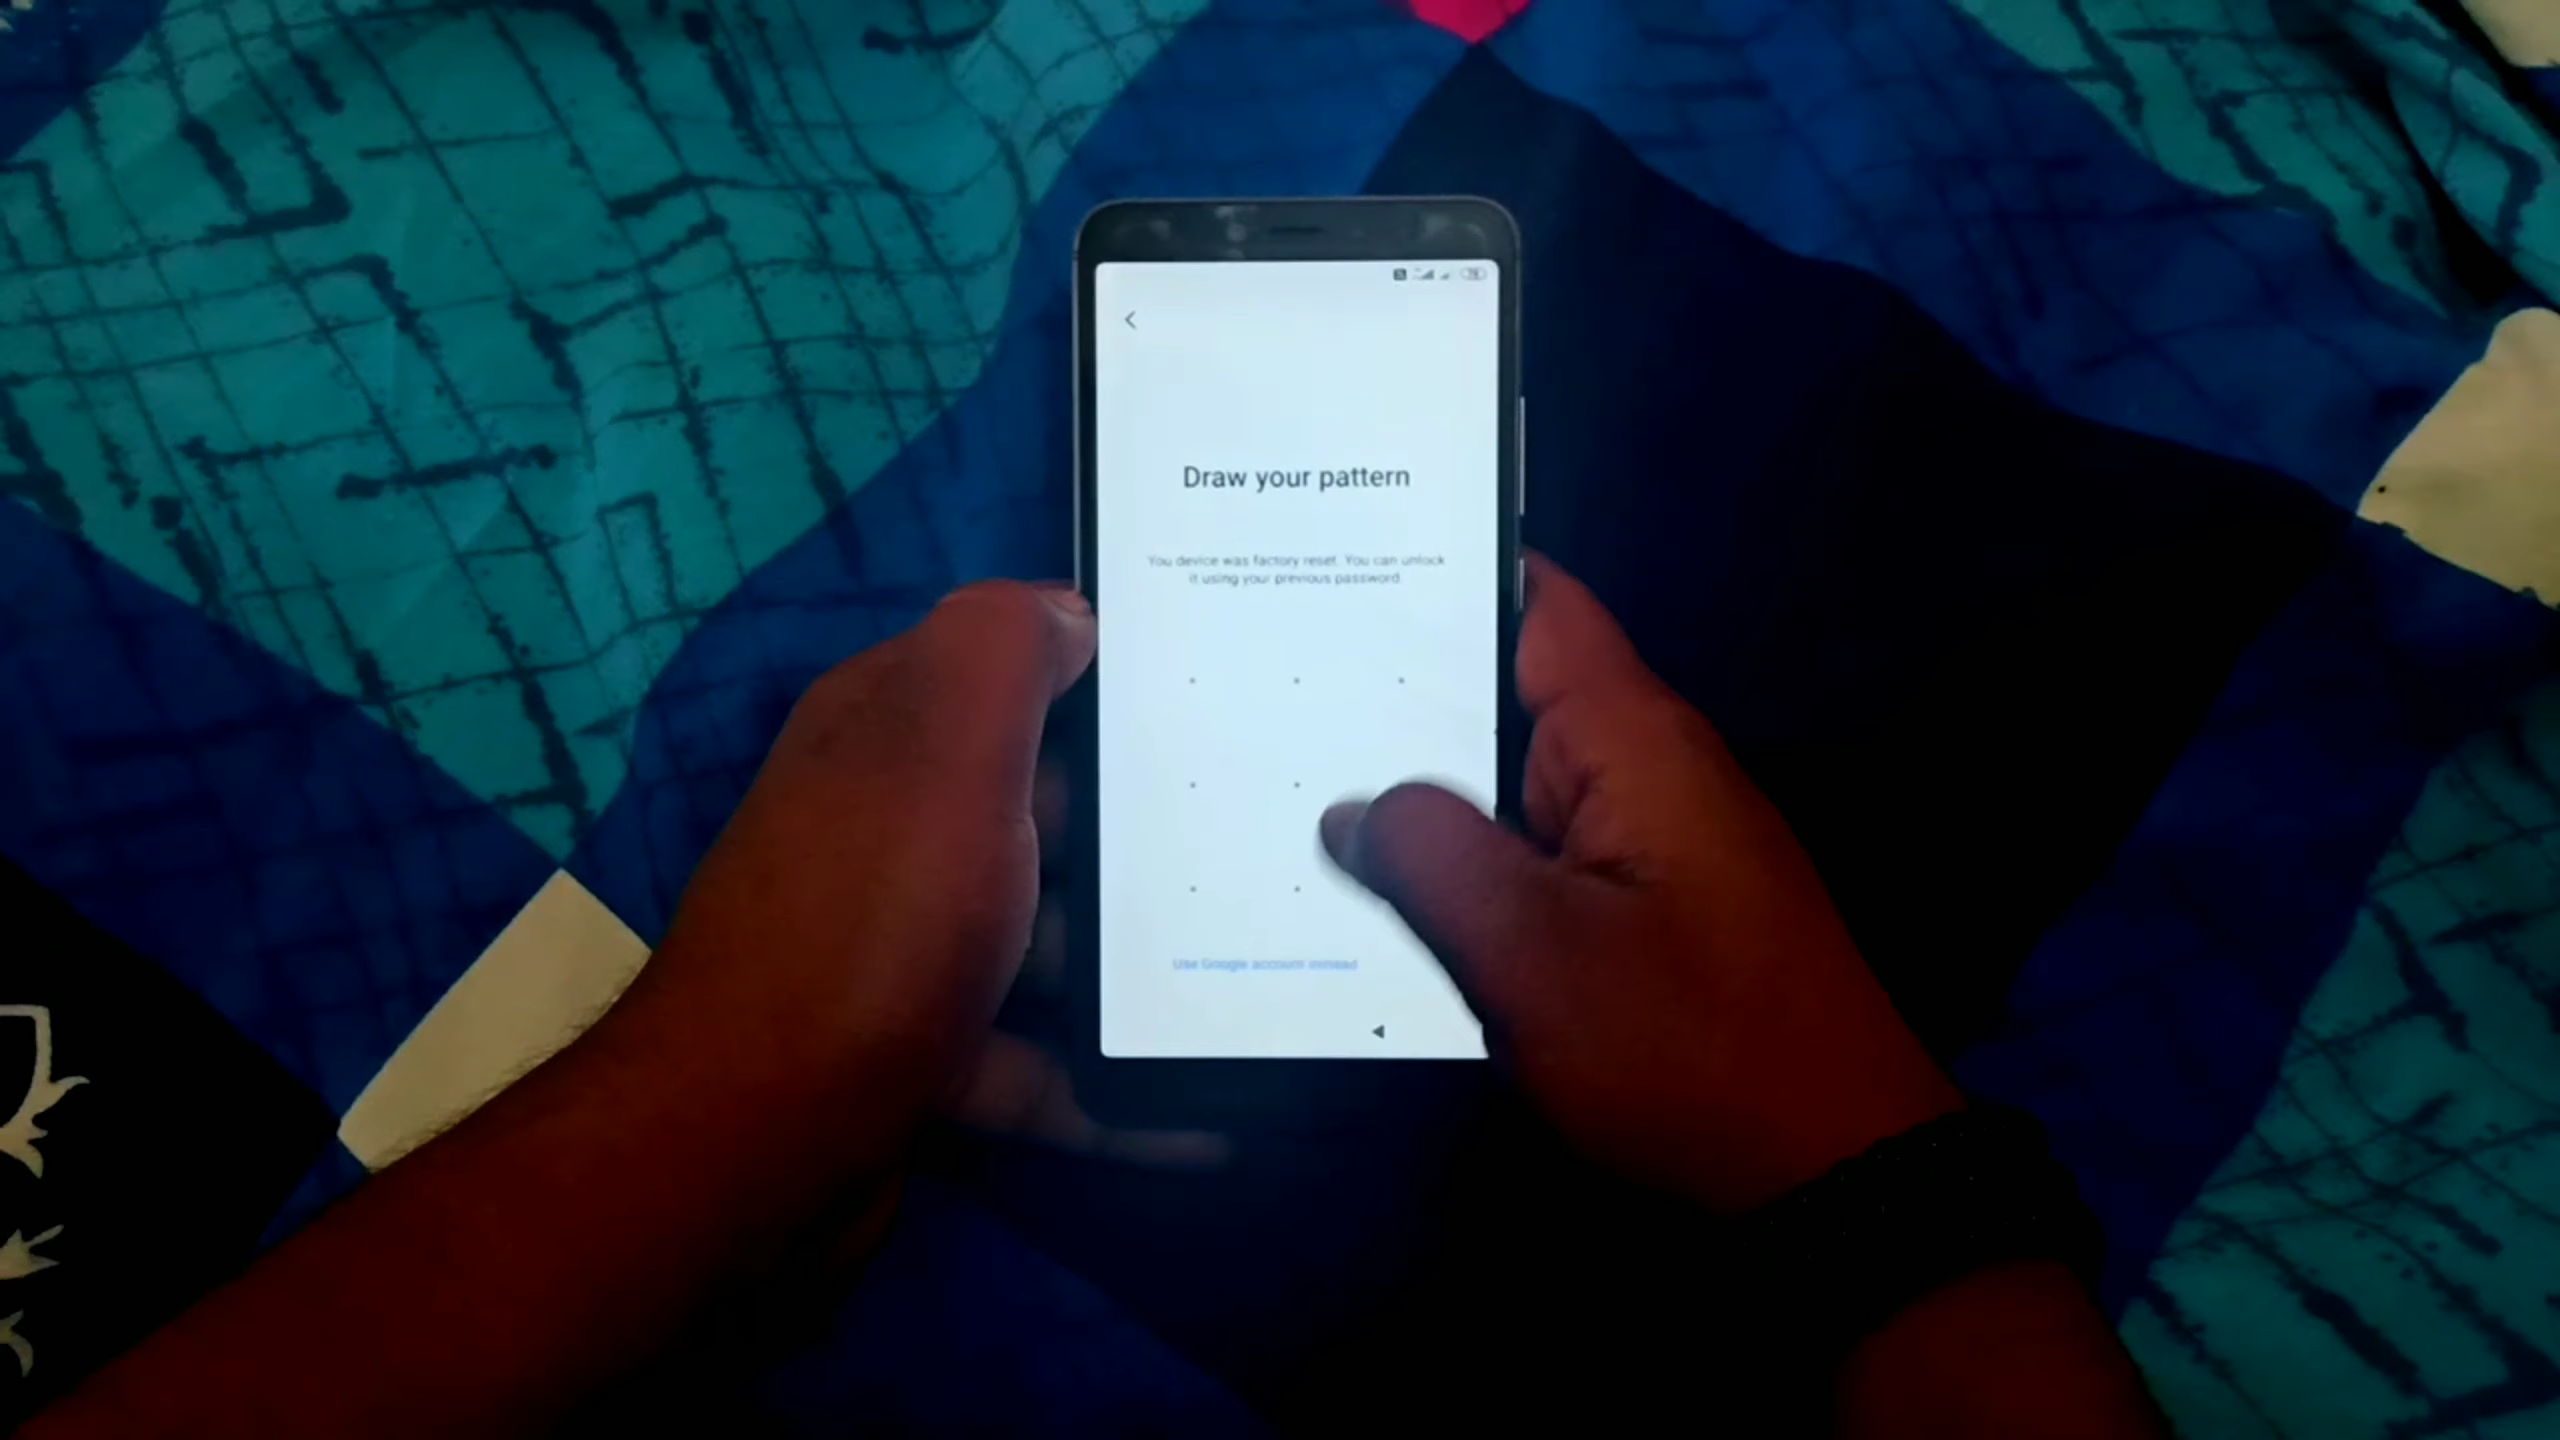 Draw your pattern
You device was factory reset. You can unlock
it using your previous password.
Use Google account instead